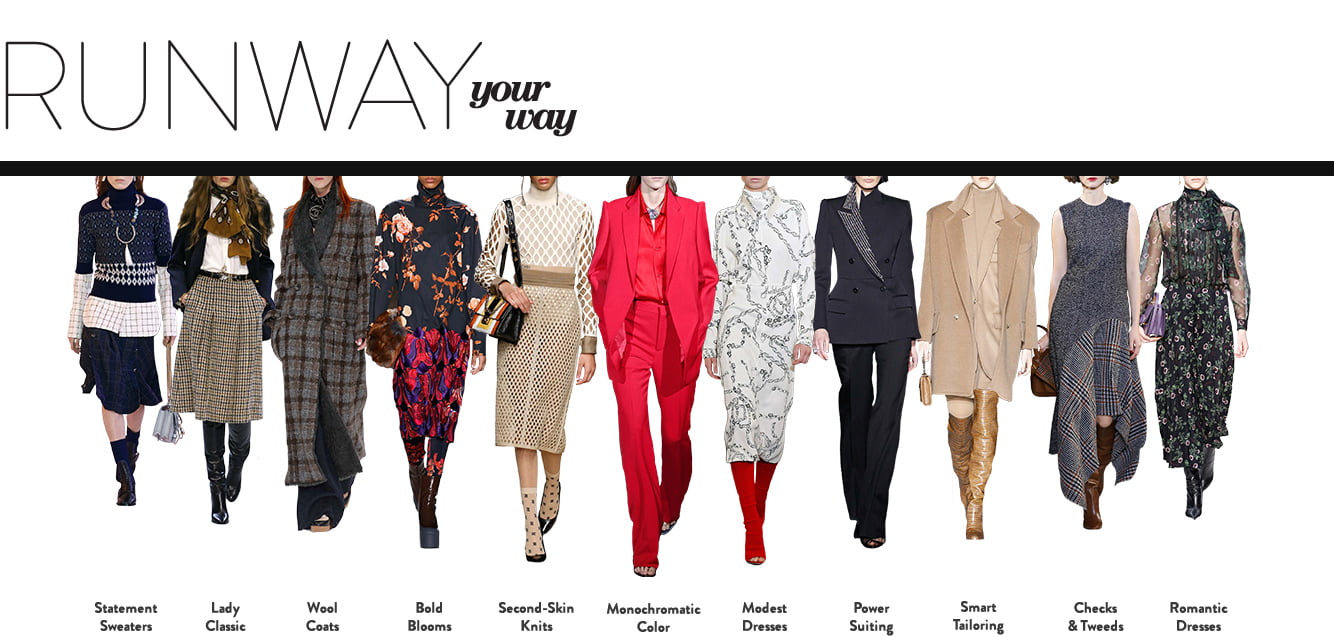 RUNWAY your
way
Statement
Sweaters
Lady
Classic
Wool
Coats
Bold
Blooms
Second-Skin
Knits
Monochromatic
Color
Modest
Dresses
Power
Suiting
Smart
Tailoring
Checks
& Tweeds
Romantic
Dresses